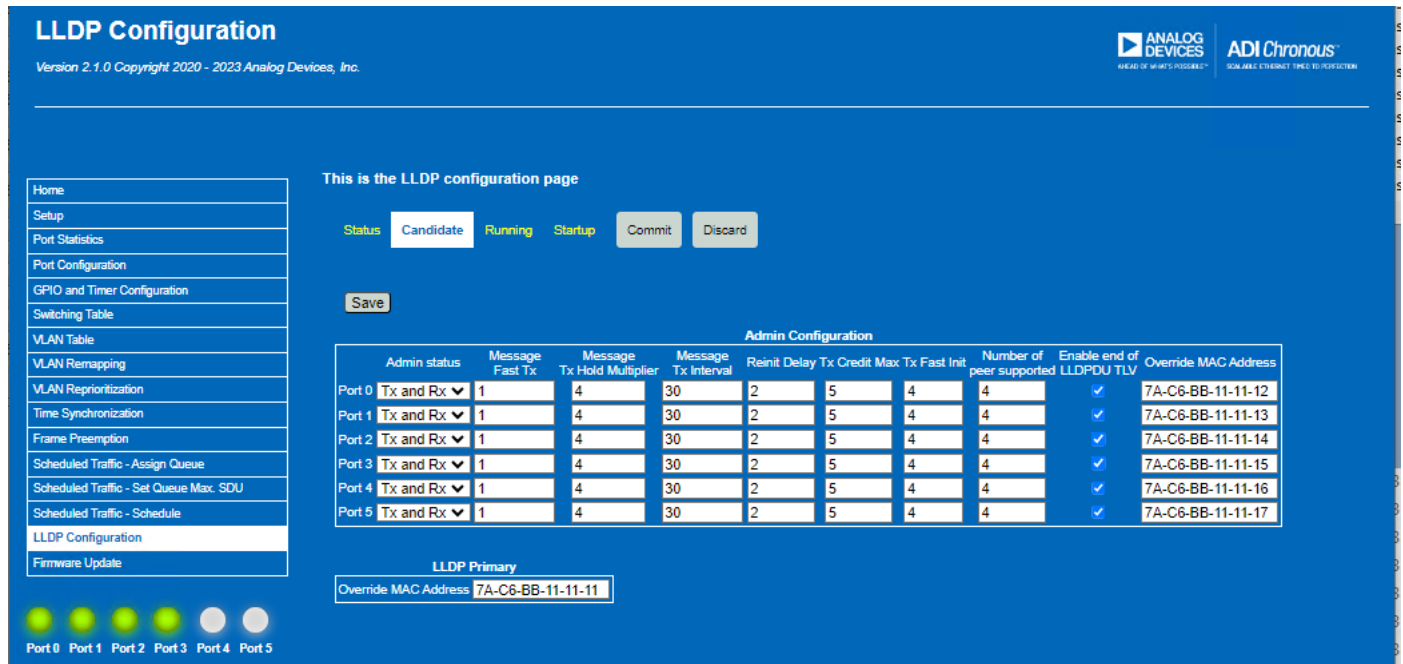 LLDP Configuration
Version 2.1.0 Copyright 2020 - 2023 Analog Devices, Inc.
ANALOG DEVICES
AHEAD OF WHAT'S POSSIBLE™
ADI Chronous™
SCALABLE ETHERNET TIMED TO PERFECTION
Home
Setup
Port Statistics
Port Configuration
GPIO and Timer Configuration
Switching Table
VLAN Table
VLAN Remapping
VLAN Reprioritization
Time Synchronization
Frame Preemption
Scheduled Traffic - Assign Queue
Scheduled Traffic - Set Queue Max. SDU
Scheduled Traffic - Schedule
LLDP Configuration
Firmware Update
Port 0 Port 1 Port 2 Port 3 Port 4 Port 5
This is the LLDP configuration page
Status Candidate Running Startup Commit Discard
Save
Admin Configuration
Admin status Message Fast Tx Message Tx Hold Multiplier Message Tx Interval Reinit Delay Tx Credit Max Tx Fast Init Number of peer supported Enable end of LLDPDU TLV Override MAC Address
Port 0 Tx and Rx 1 4 30 2 5 4 4 7A-C6-BB-11-11-12
Port 1 Tx and Rx 1 4 30 2 5 4 4 7A-C6-BB-11-11-13
Port 2 Tx and Rx 1 4 30 2 5 4 4 7A-C6-BB-11-11-14
Port 3 Tx and Rx 1 4 30 2 5 4 4 7A-C6-BB-11-11-15
Port 4 Tx and Rx 1 4 30 2 5 4 4 7A-C6-BB-11-11-16
Port 5 Tx and Rx 1 4 30 2 5 4 4 7A-C6-BB-11-11-17
LLDP Primary
Override MAC Address 7A-C6-BB-11-11-11